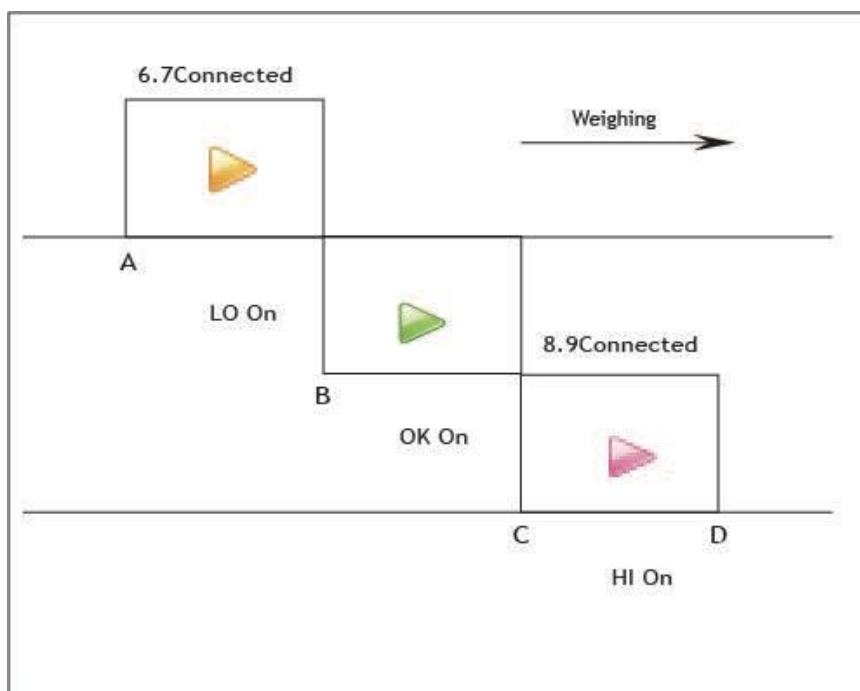 6.7Connected
Weighing
A
LO On
8.9Connected
B
OK On
C D
HI On